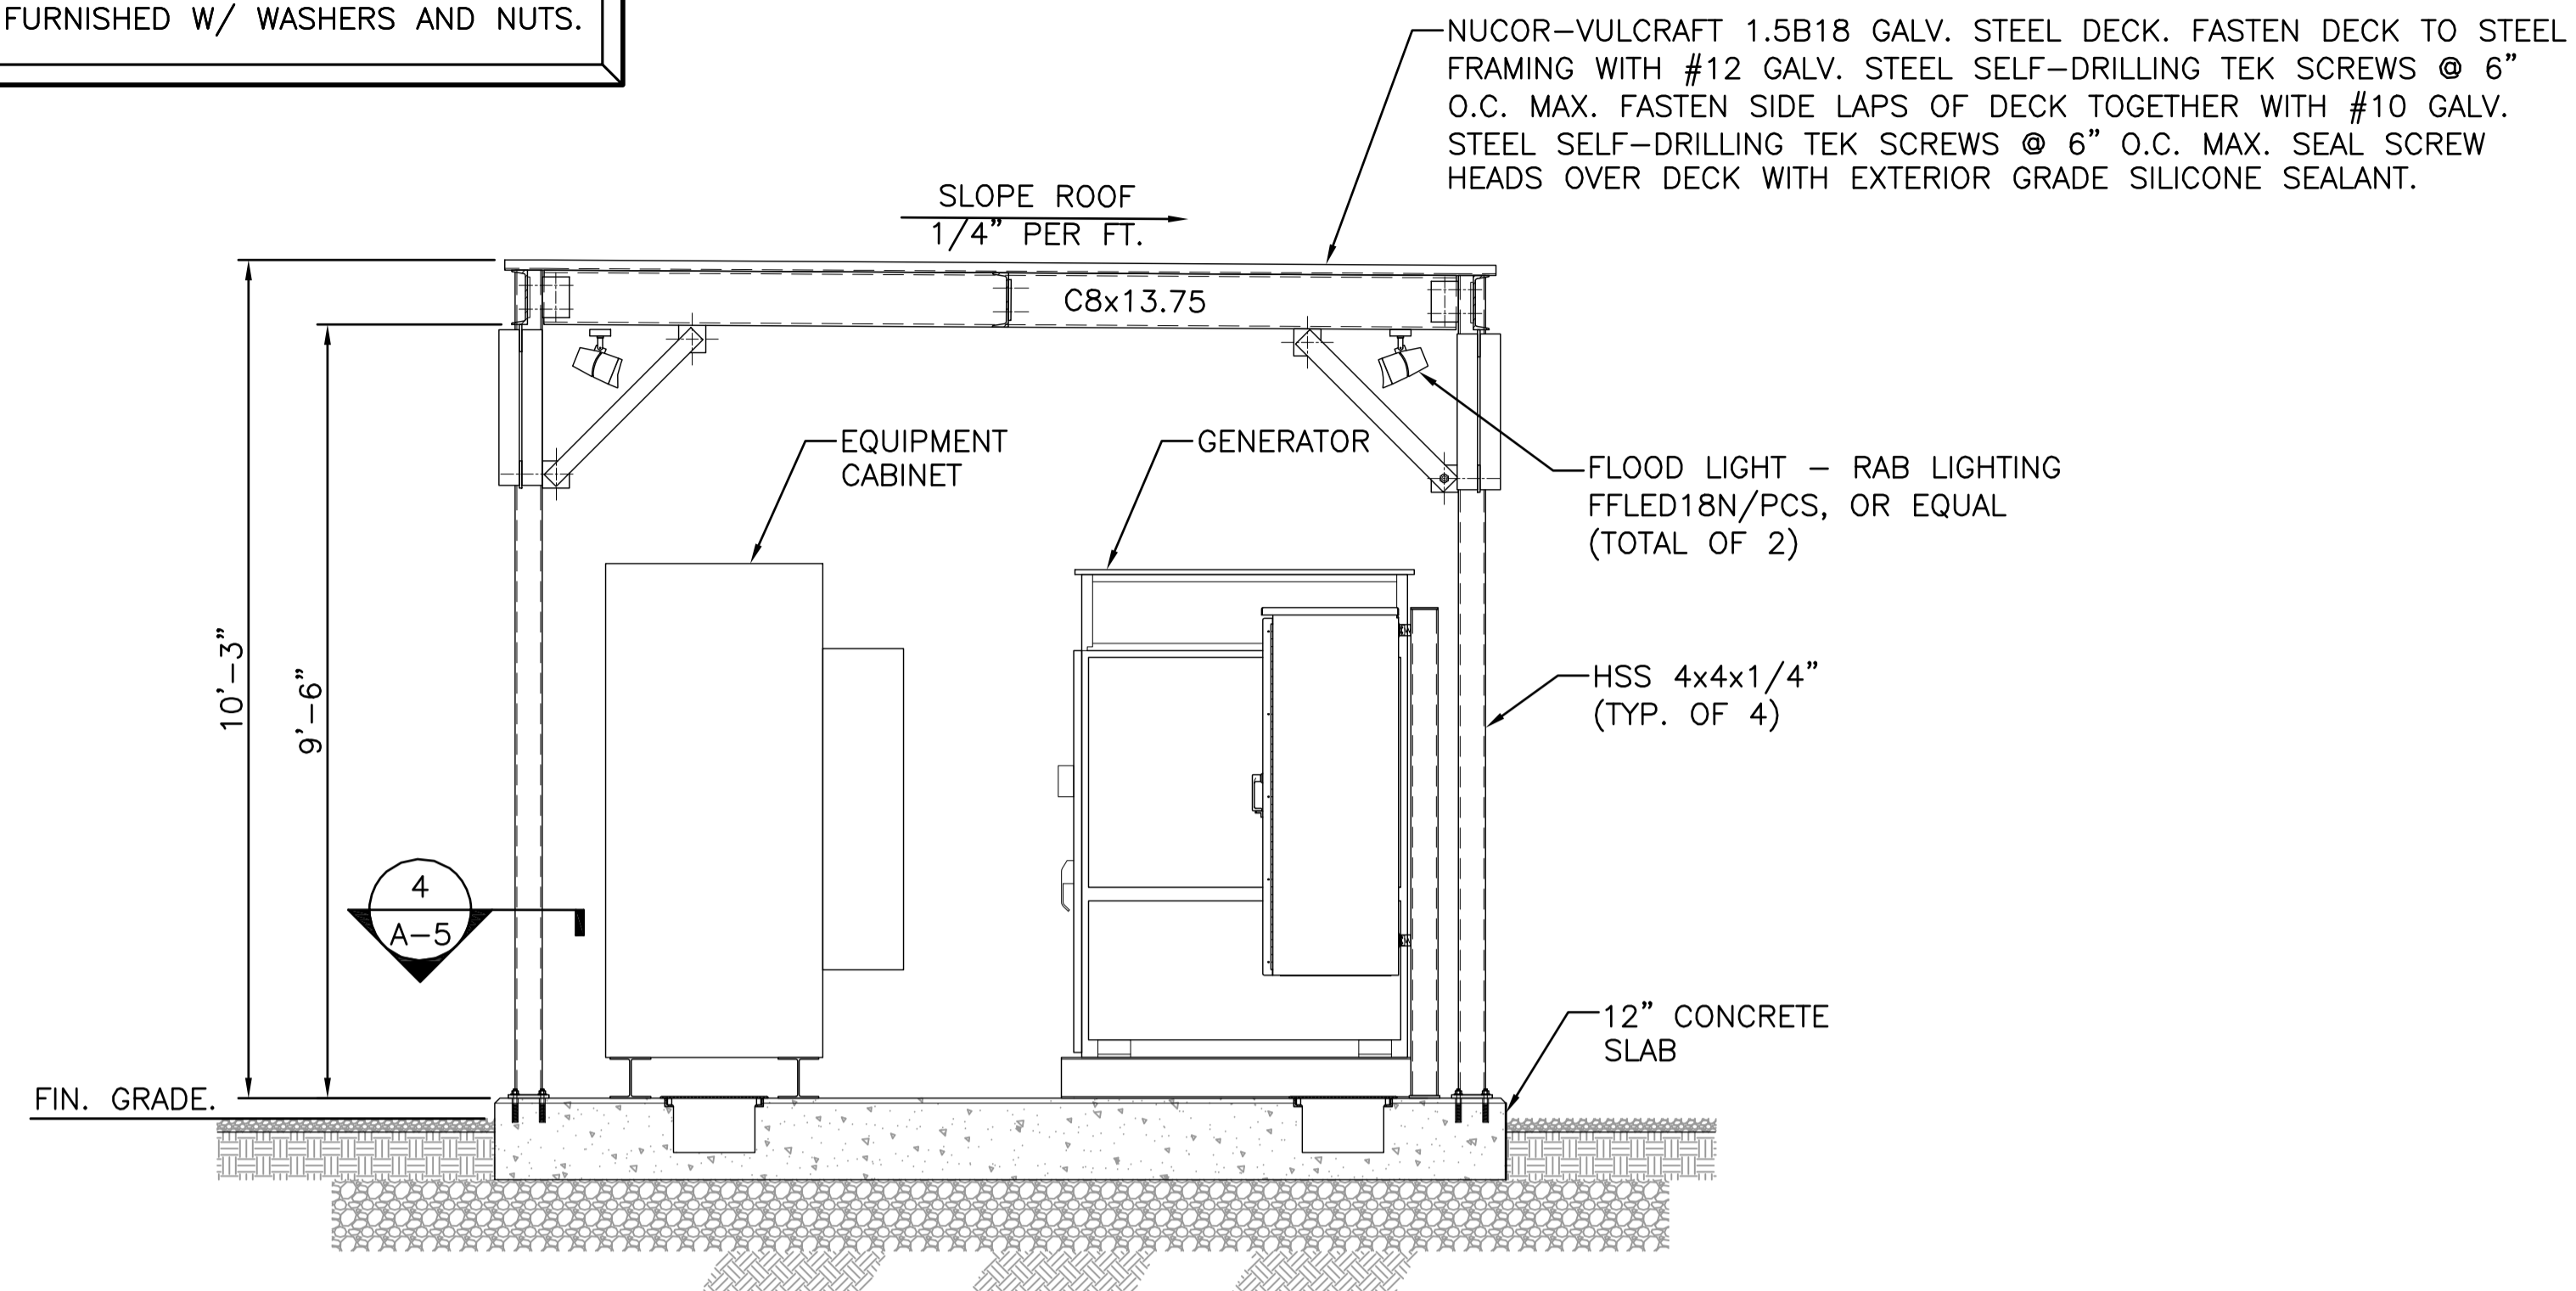 FURNISHED W/ WASHERS AND NUTS.
NUCOR-VULCRAFT 1.5B18 GALV. STEEL DECK. FASTEN DECK TO STEEL
FRAMING WITH #12 GALV. STEEL SELF-DRILLING TEK SCREWS @ 6"
O.C. MAX. FASTEN SIDE LAPS OF DECK TOGETHER WITH #10 GALV.
STEEL SELF-DRILLING TEK SCREWS @ 6" O.C. MAX. SEAL SCREW
HEADS OVER DECK WITH EXTERIOR GRADE SILICONE SEALANT.
SLOPE ROOF
1/4" PER FT.
C8x13.75
EQUIPMENT
CABINET
GENERATOR
FLOOD LIGHT - RAB LIGHTING
FFLED18N/PCS, OR EQUAL
(TOTAL OF 2)
10'-3"
9'-6"
HSS 4x4x1/4"
(TYP. OF 4)
4
A-5
12" CONCRETE
SLAB
FIN. GRADE.